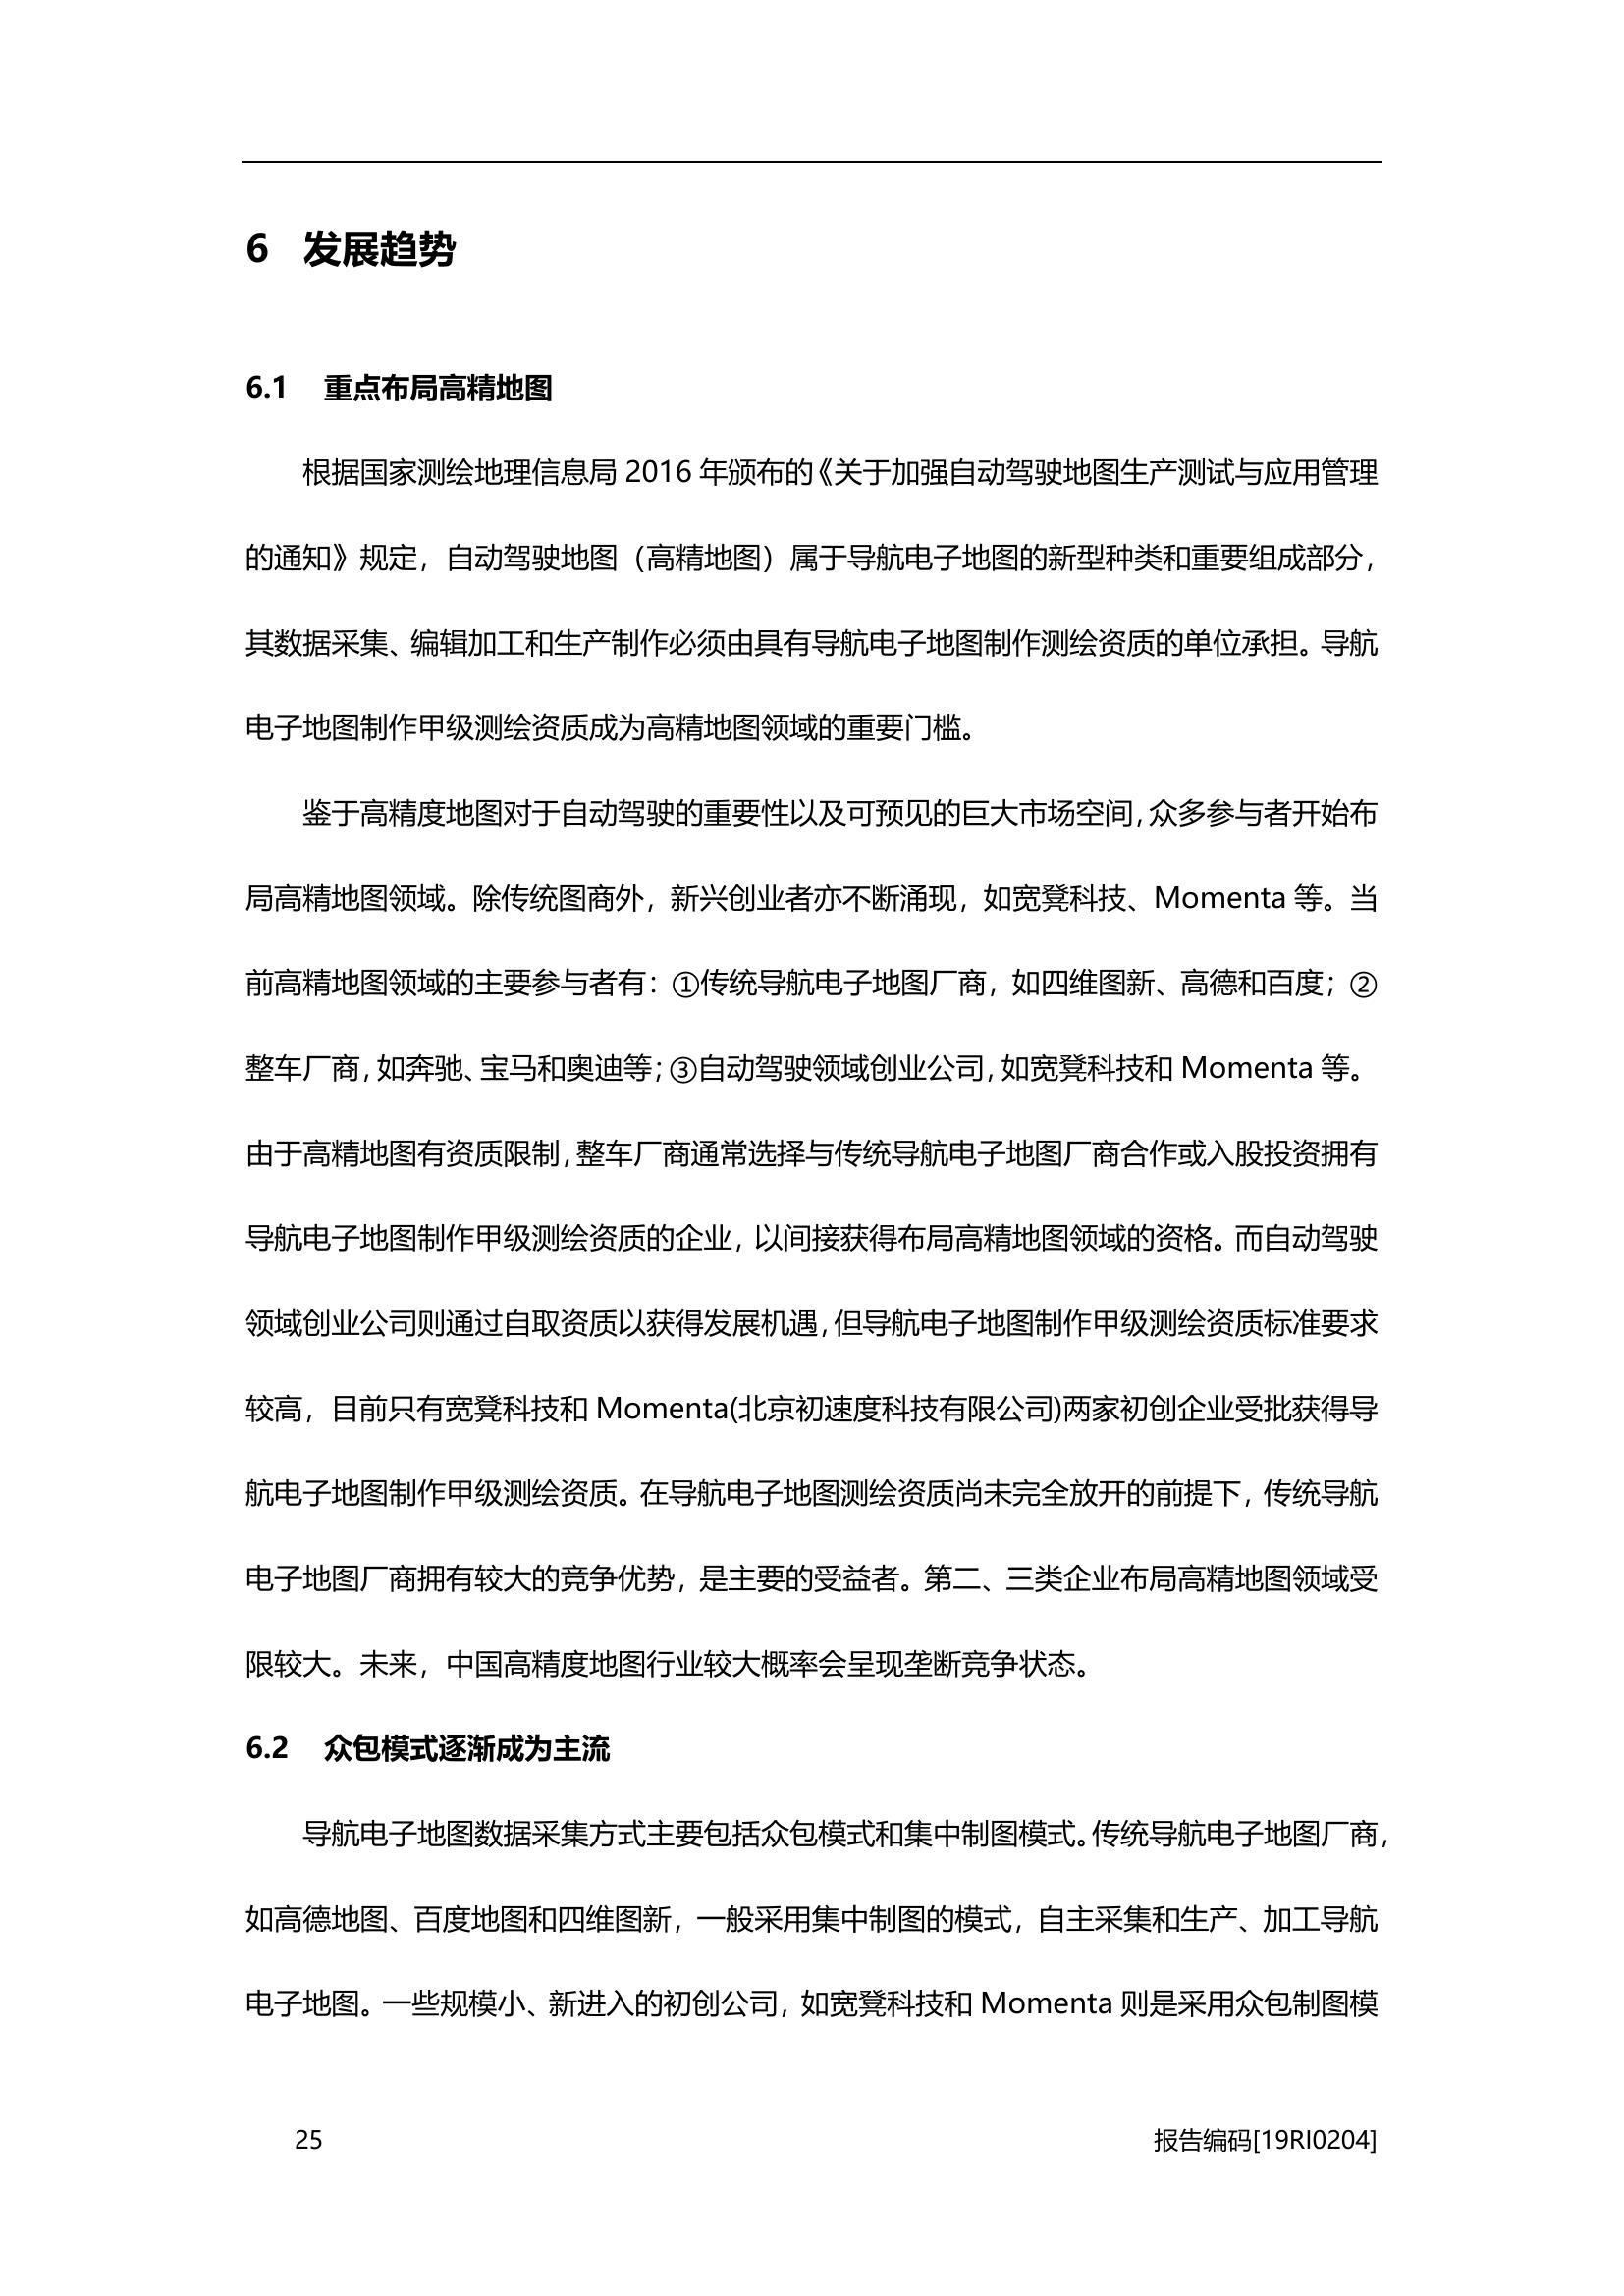 6 发展趋势
6.1 重点布局高精地图
根据国家测绘地理信息局 2016 年颁布的《关于加强自动驾驶地图生产测试与应用管理
的通知》规定，自动驾驶地图（高精地图）属于导航电子地图的新型种类和重要组成部分，
其数据采集、编辑加工和生产制作必须由具有导航电子地图制作测绘资质的单位承担。导航
电子地图制作甲级测绘资质成为高精地图领域的重要门槛。
鉴于高精度地图对于自动驾驶的重要性以及可预见的巨大市场空间，众多参与者开始布
局高精地图领域。除传统图商外，新兴创业者亦不断涌现，如宽凳科技、Momenta 等。当
前高精地图领域的主要参与者有：①传统导航电子地图厂商，如四维图新、高德和百度；②
整车厂商，如奔驰、宝马和奥迪等；③自动驾驶领域创业公司，如宽凳科技和 Momenta 等。
由于高精地图有资质限制，整车厂商通常选择与传统导航电子地图厂商合作或入股投资拥有
导航电子地图制作甲级测绘资质的企业，以间接获得布局高精地图领域的资格。而自动驾驶
领域创业公司则通过自取资质以获得发展机遇，但导航电子地图制作甲级测绘资质标准要求
较高，目前只有宽凳科技和 Momenta(北京初速度科技有限公司)两家初创企业受批获得导
航电子地图制作甲级测绘资质。在导航电子地图测绘资质尚未完全放开的前提下，传统导航
电子地图厂商拥有较大的竞争优势，是主要的受益者。第二、三类企业布局高精地图领域受
限较大。未来，中国高精度地图行业较大概率会呈现垄断竞争状态。
6.2 众包模式逐渐成为主流
导航电子地图数据采集方式主要包括众包模式和集中制图模式。传统导航电子地图厂商，
如高德地图、百度地图和四维图新，一般采用集中制图的模式，自主采集和生产、加工导航
电子地图。一些规模小、新进入的初创公司，如宽凳科技和 Momenta 则是采用众包制图模
25 报告编码[19RI0204]